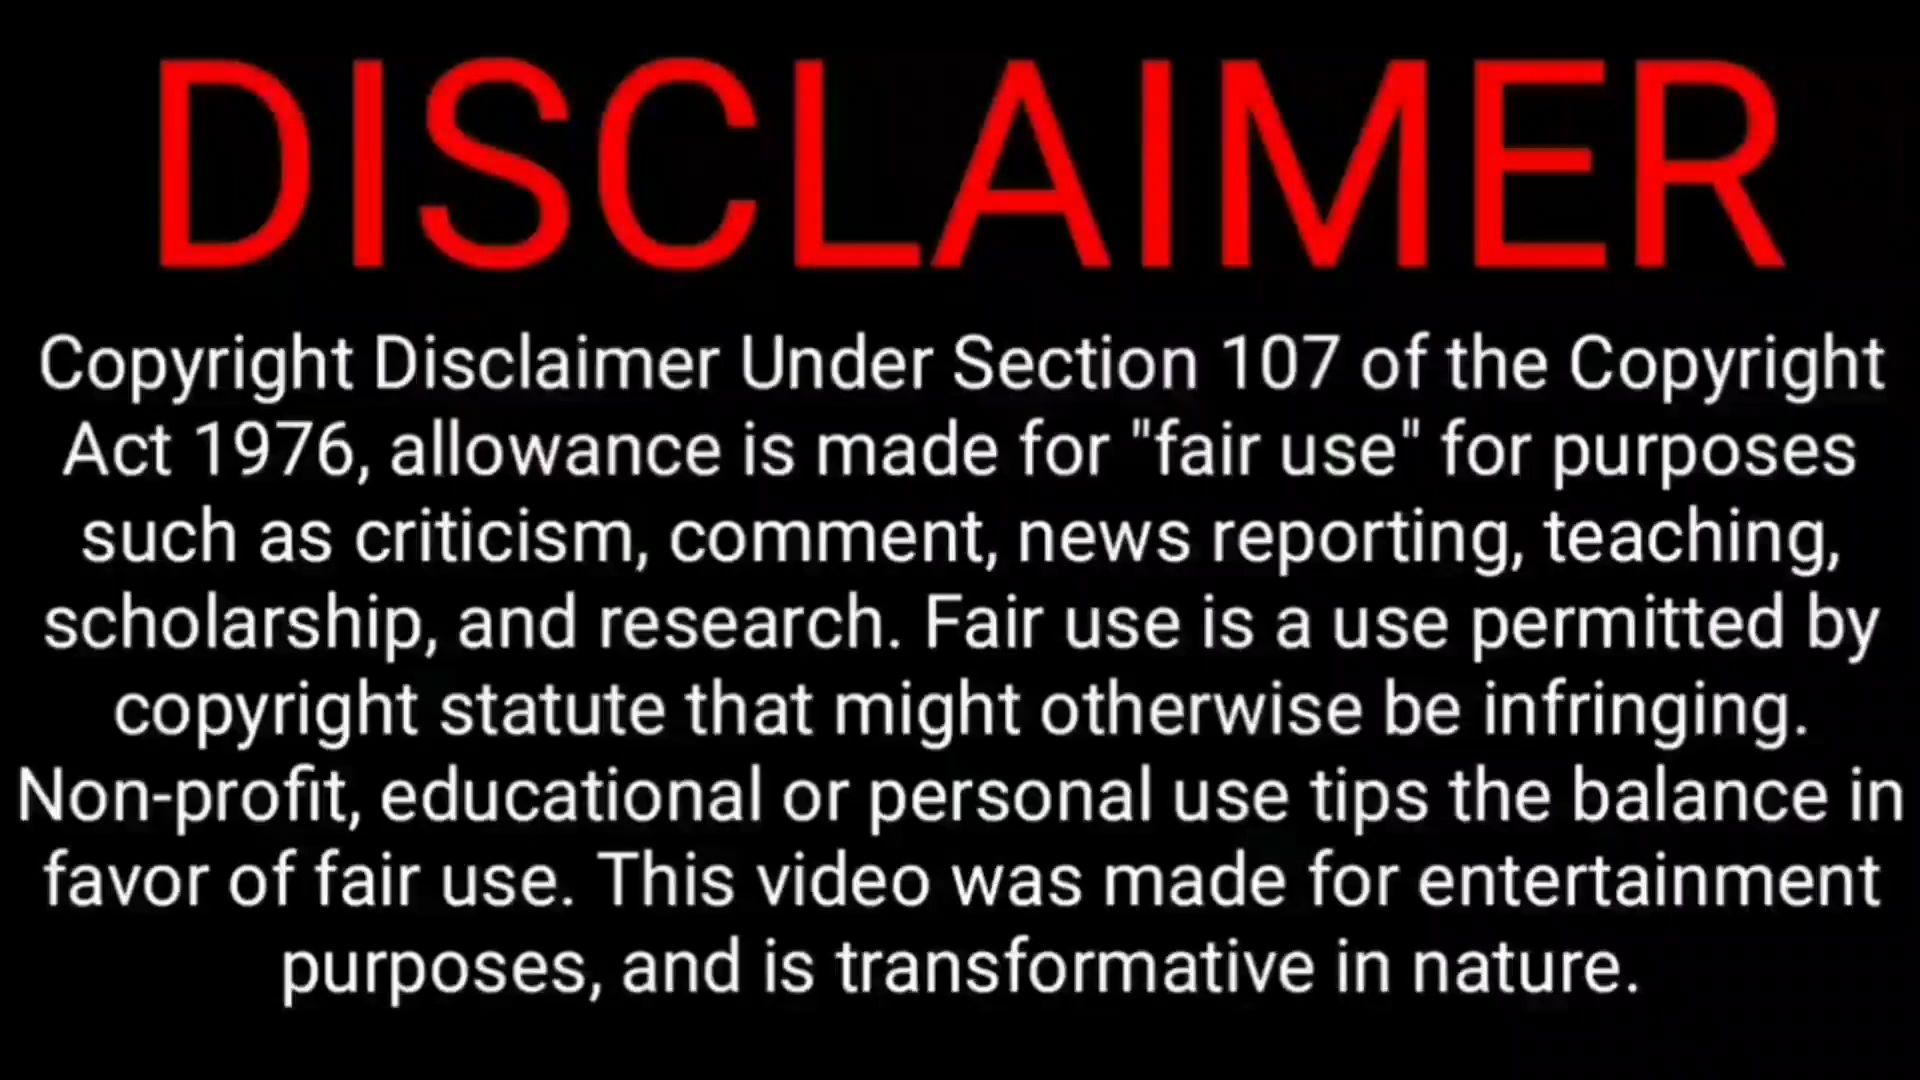 DISCLAIMER
Copyright Disclaimer Under Section 107 of the Copyright
Act 1976, allowance is made for "fair use" for purposes
such as criticism, comment, news reporting, teaching,
scholarship, and research. Fair use is a use permitted by
copyright statute that might otherwise be infringing.
Non-profit, educational or personal use tips the balance in
favor of fair use. This video was made for entertainment
purposes, and is transformative in nature.